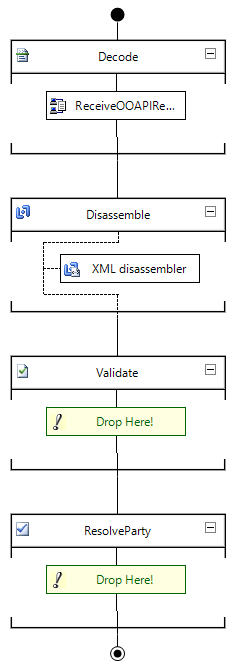 Decode
ReceiveOOAPIRe...
Disassemble
XML disassembler
Validate
Drop Here!
ResolveParty
Drop Here!